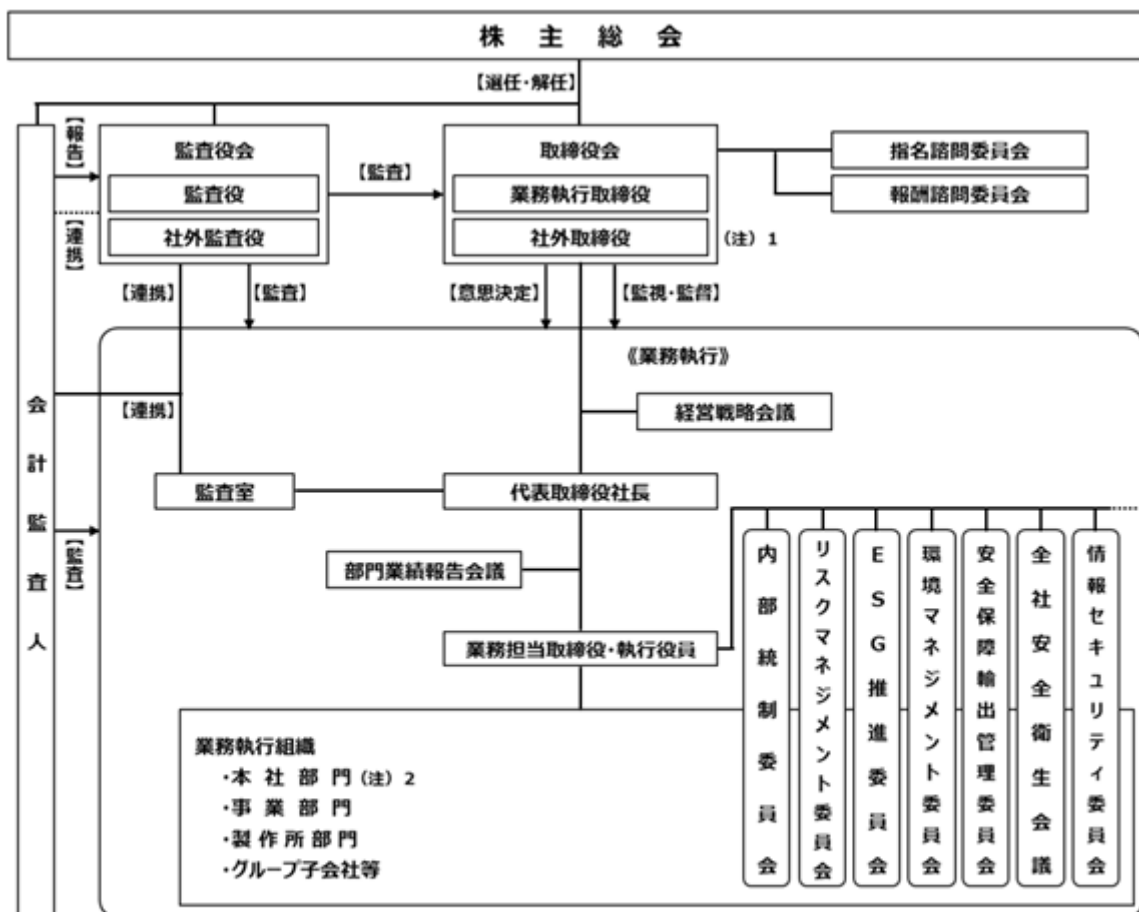 株主総会
【選任・解任】
【報告】
監査役会
監査役
社外監査役
【監査】
取締役会
業務執行取締役
社外取締役
(注) 1
指名諮問委員会
報酬諮問委員会
【連携】
【連携】
【監査】
【意思決定】
【監視・監督】
《業務執行》
会計監査人
【連携】
経営戦略会議
監査室
代表取締役社長
【監査】
部門業績報告会議
業務担当取締役・執行役員
内部統制委員会
リスクマネジメント委員会
ESG推進委員会
環境マネジメント委員会
安全保障輸出管理委員会
全社安全衛生会議
情報セキュリティ委員会
業務執行組織
・本社部門(注) 2
・事業部門
・製作所部門
・グループ子会社等